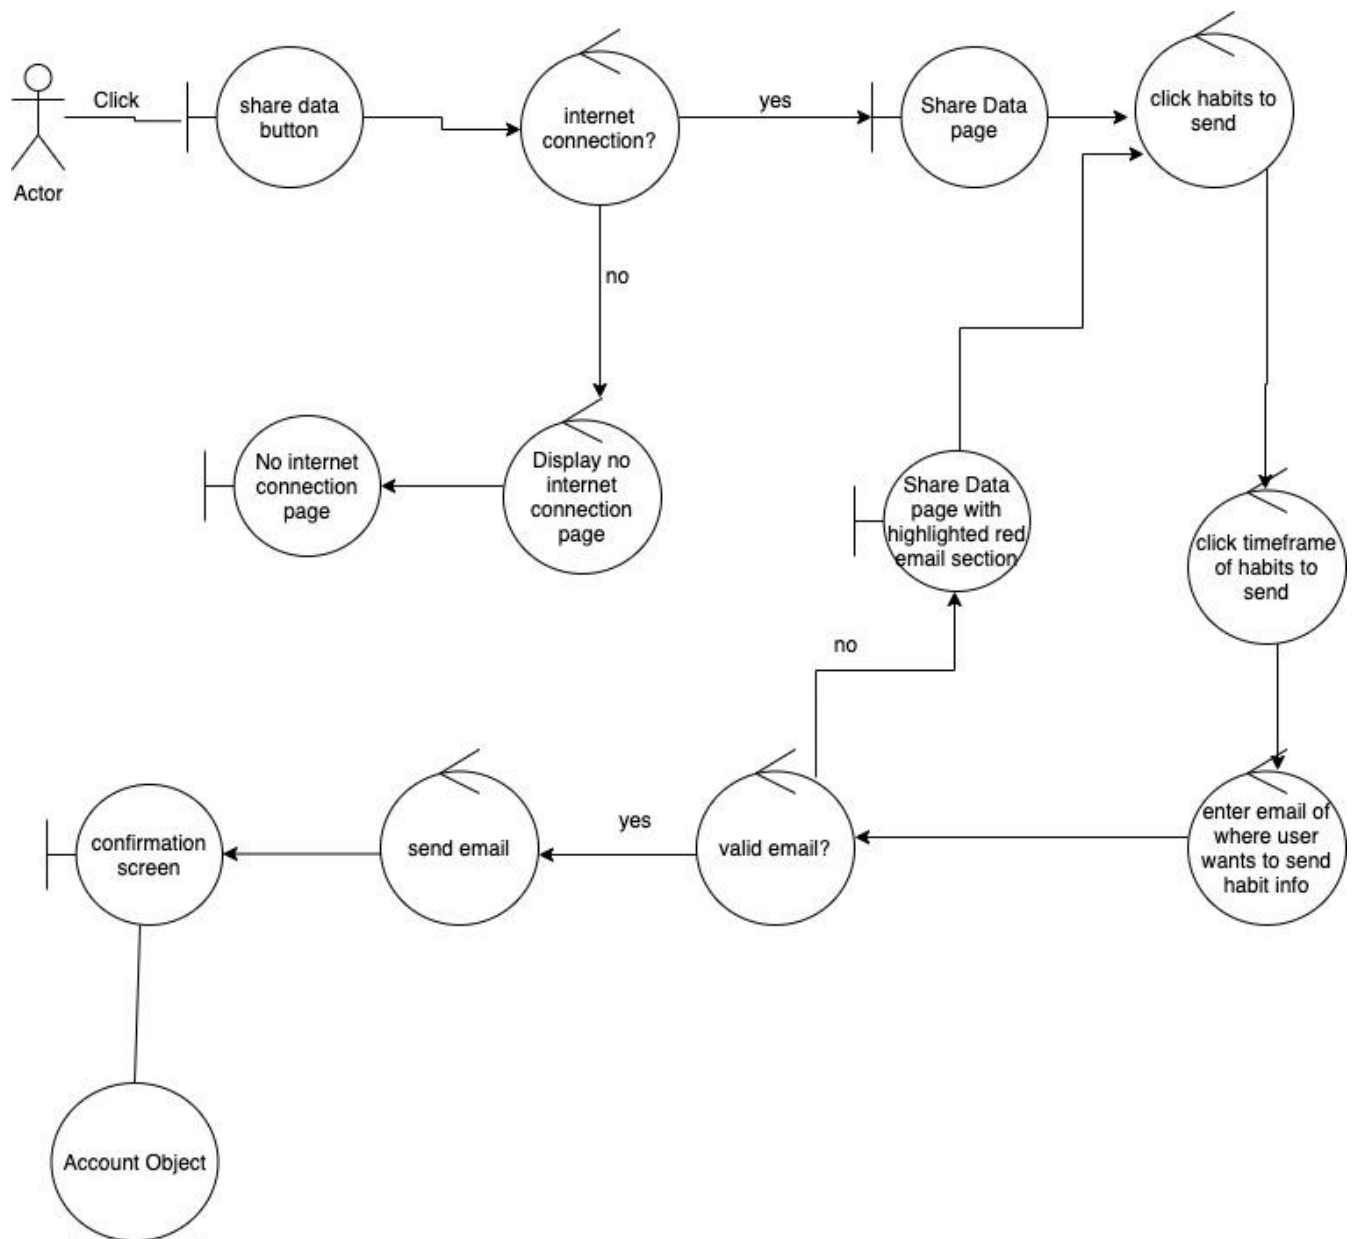 Click
share data
button
internet
connection?
yes
Share Data
page
click habits to
send
Actor
no
No internet
connection
page
Display no
internet
connection
page
Share Data
page with
highlighted red
email section
click timeframe
of habits to
send
no
confirmation
screen
send email
yes
valid email?
enter email of
where user
wants to send
habit info
Account Object